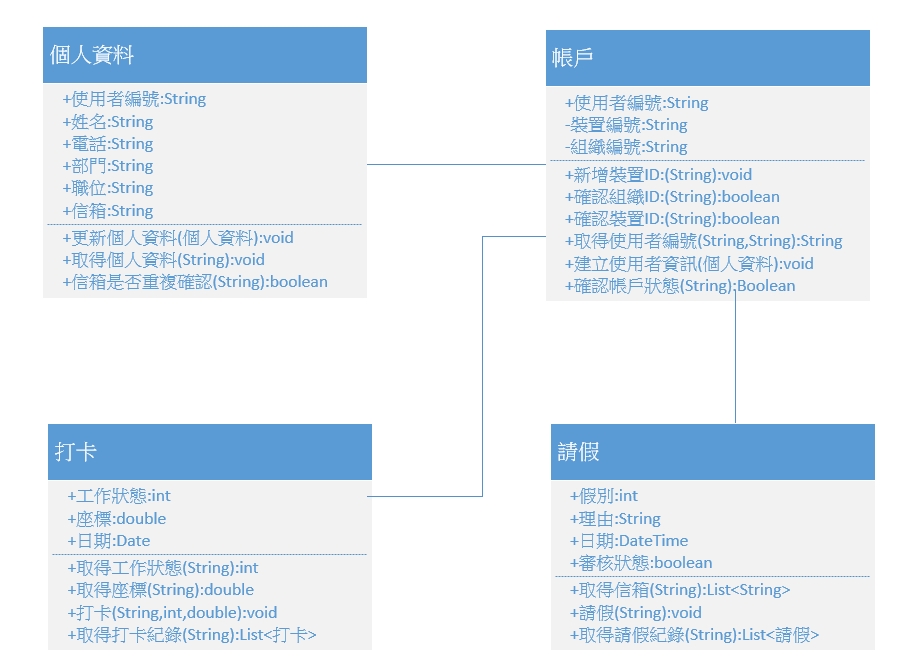 個人資料
+使用者編號:String
+姓名:String
+電話:String
+部門:String
+職位:String
+信箱:String
+更新個人資料(個人資料):void
+取得個人資料(String):void
+信箱是否重複確認(String):boolean
帳戶
+使用者編號:String
-裝置編號:String
-組織編號:String
+新增裝置ID:(String):void
+確認組織ID:(String):boolean
+確認裝置ID:(String):boolean
+取得使用者編號(String,String):String
+建立使用者資訊(個人資料):void
+確認帳戶狀態(String):Boolean
打卡
+工作狀態:int
+座標:double
+日期:Date
+取得工作狀態(String):int
+取得座標(String):double
+打卡(String,int,double):void
+取得打卡紀錄(String):List<打卡>
請假
+假別:int
+理由:String
+日期:DateTime
+審核狀態:boolean
+取得信箱(String):List<String>
+請假(String):void
+取得請假紀錄(String):List<請假>